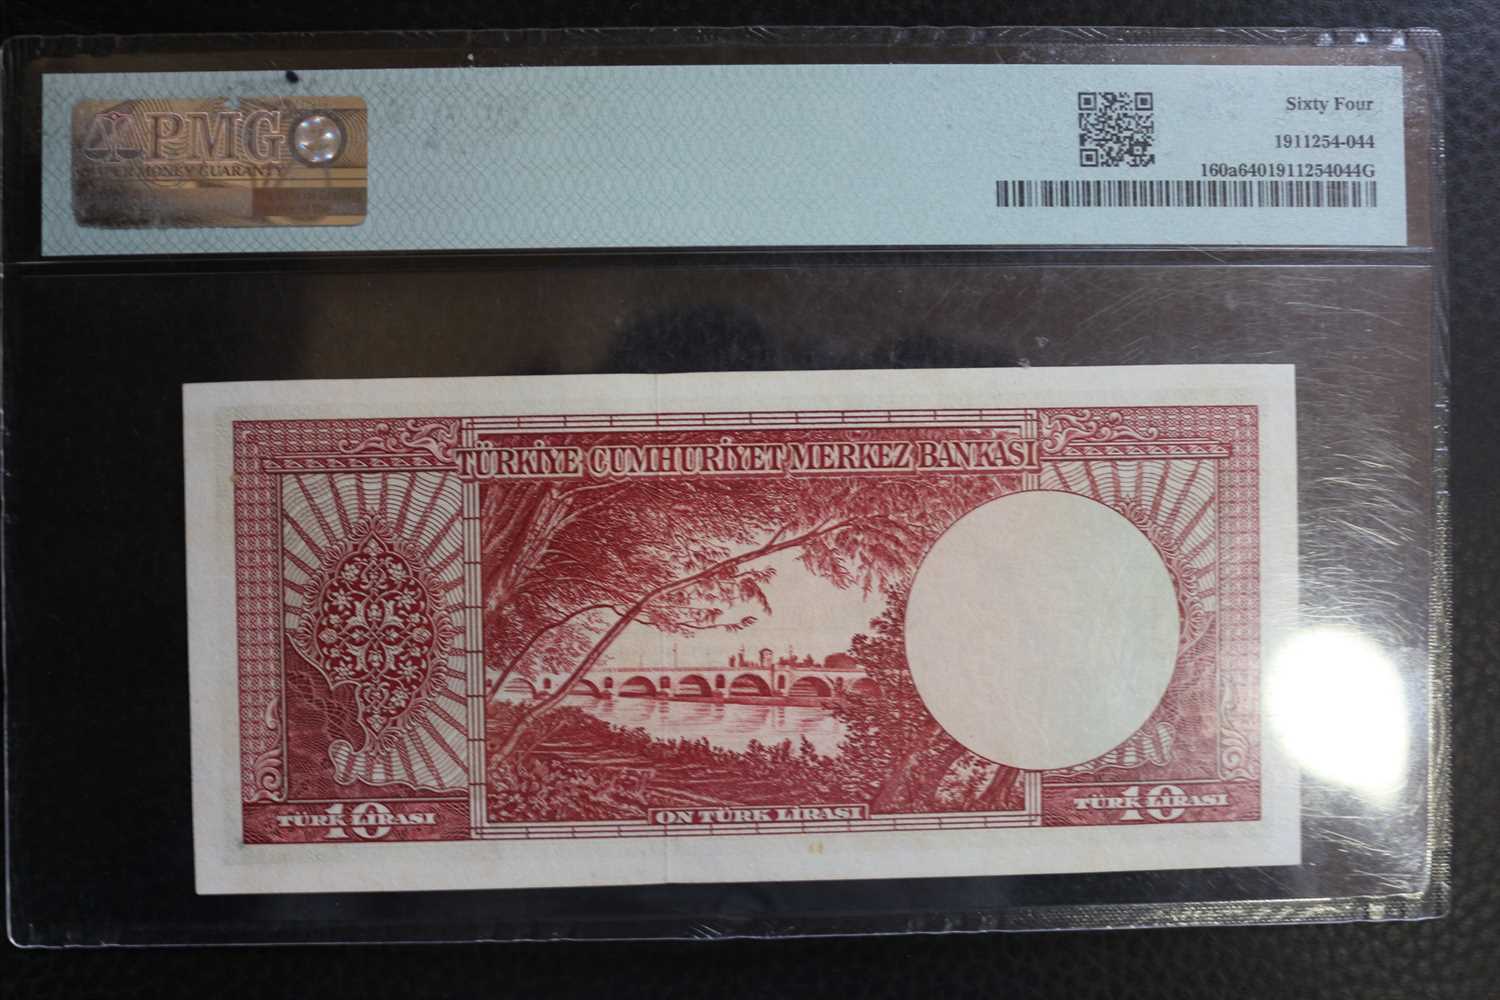 PMG
PAPER MONEY GUARANTY
Sixty Four
1911254-044
160a6401911254044G
TÜRKİYE CUMHURİYET MERKEZ BANKASI
10
TÜRK LİRASI
ON TÜRK LİRASI
10
TÜRK LİRASI